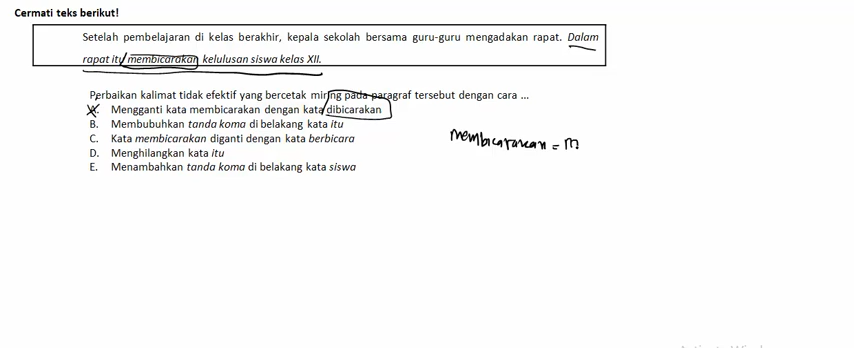 Cermati teks berikut!
Setelah pembelajaran di kelas berakhir, kepala sekolah bersama guru-guru mengadakan rapat. Dalam
rapat itu membicarakan kelulusan siswa kelas XII.
Perbaikan kalimat tidak efektif yang bercetak miring pada paragraf tersebut dengan cara ...
A. Mengganti kata membicarakan dengan kata dibicarakan
B. Membubuhkan tanda koma di belakang kata itu
membicarakan = m
C. Kata membicarakan diganti dengan kata berbicara
D. Menghilangkan kata itu
E. Menambahkan tanda koma di belakang kata siswa